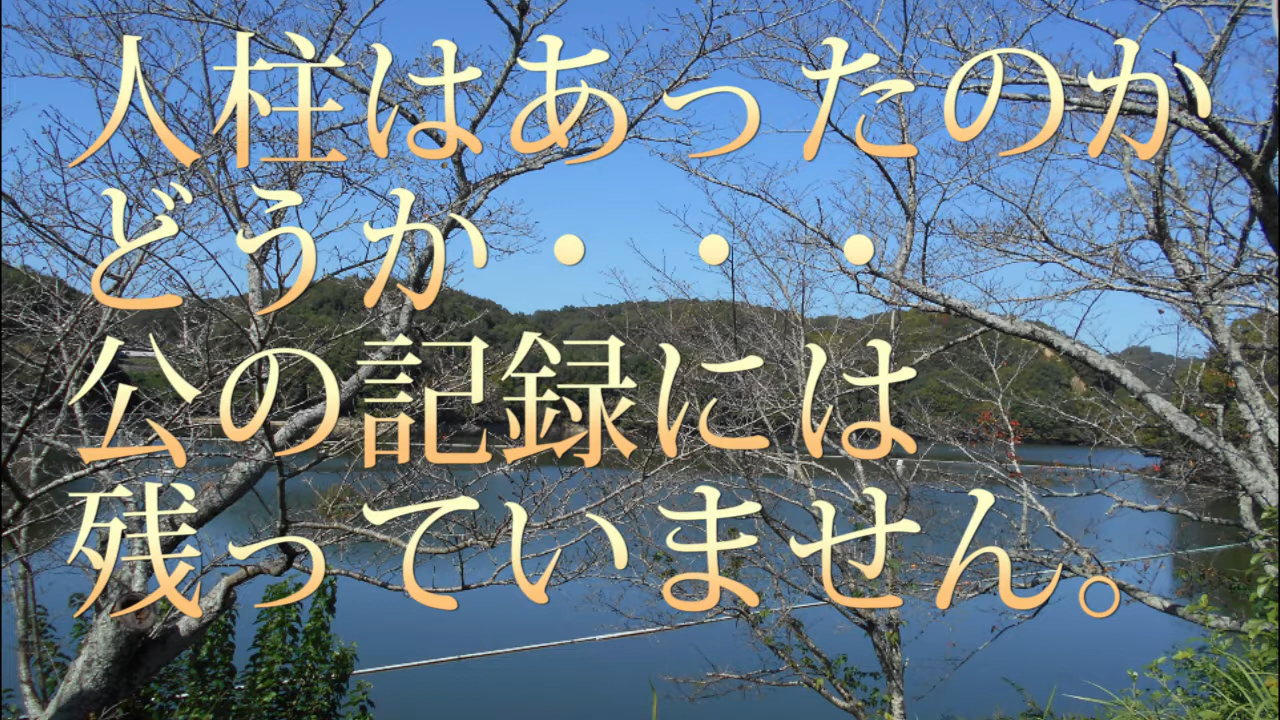 人柱はあったのか
どうか・・・
公の記録には
残っていません。